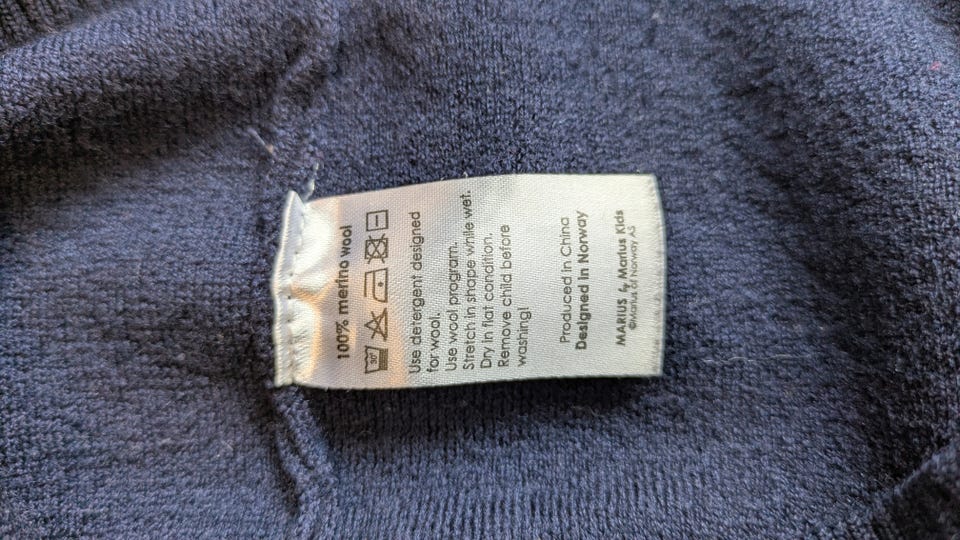 100% merino wool
30°
Use detergent designed
for wool.
Use wool program.
Stretch in shape while wet.
Dry in flat condition.
Remove child before
washing!
Produced in China
Designed in Norway
MARIUS by Marius Kids
©Marius of Norway AS